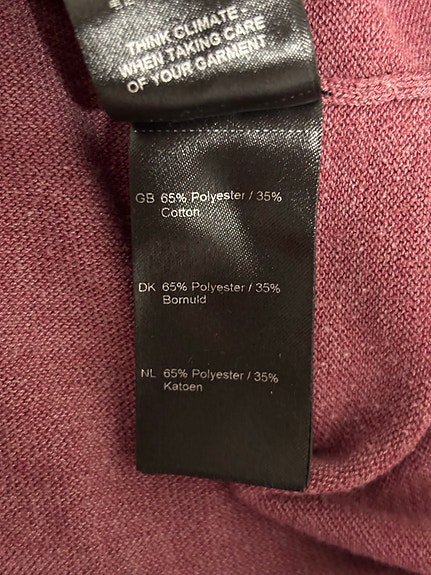 THINK CLIMATE
WHEN TAKING CARE
OF YOUR GARMENT
GB 65% Polyester / 35%
Cotton
DK 65% Polyester / 35%
Bomuld
NL 65% Polyester / 35%
Katoen